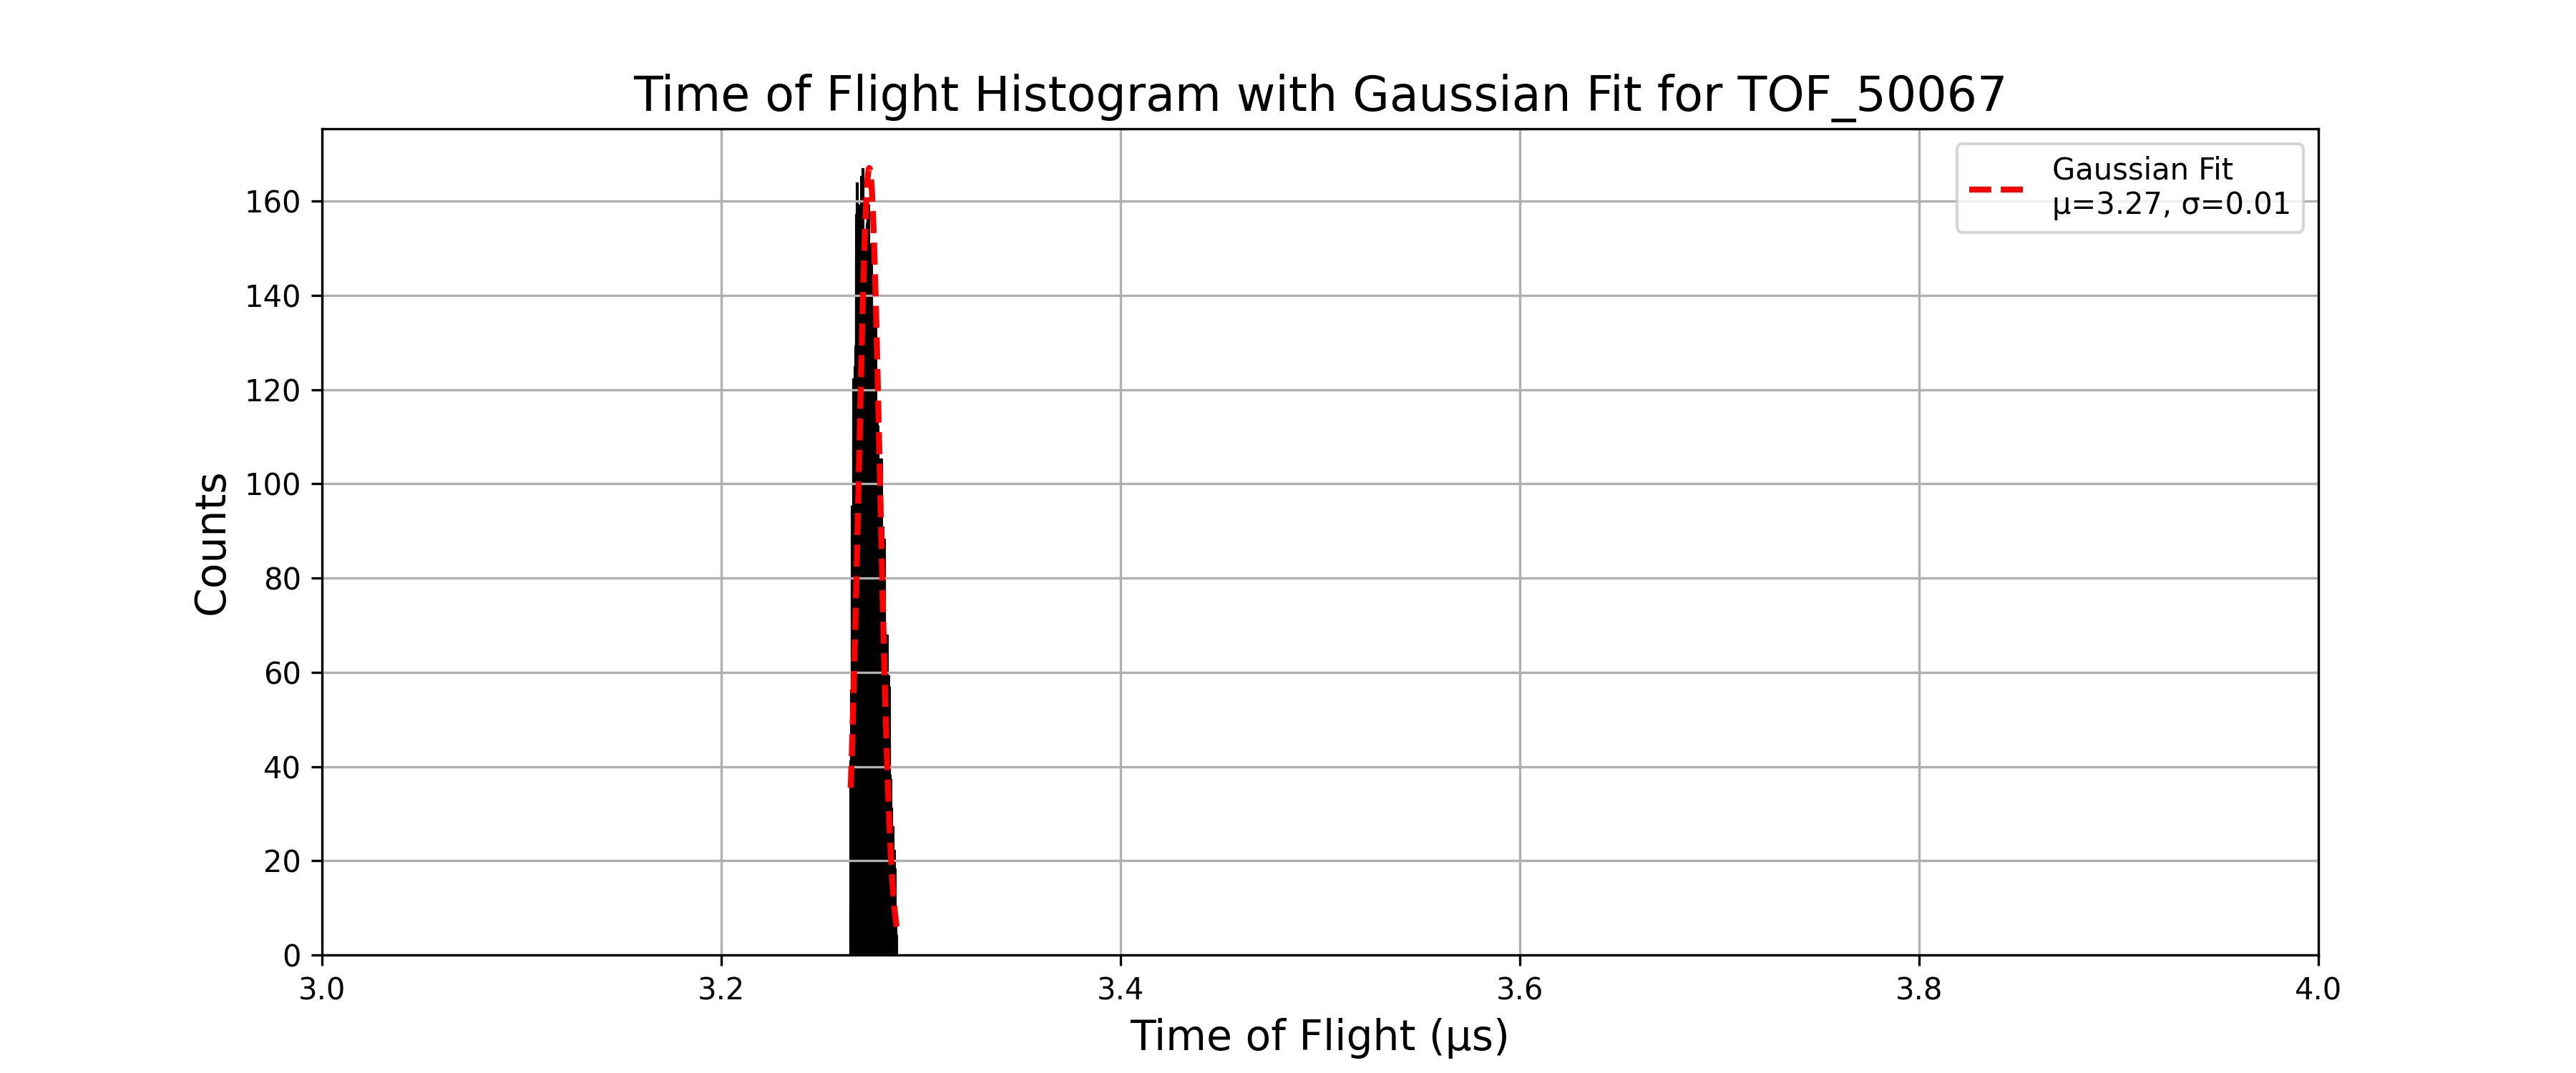 Time of Flight Histogram with Gaussian Fit for TOF_50067
Gaussian Fit
μ=3.27, σ=0.01
160
140
120
100
80
60
40
20
0
Counts
3.0 3.2 3.4 3.6 3.8 4.0
Time of Flight (μs)